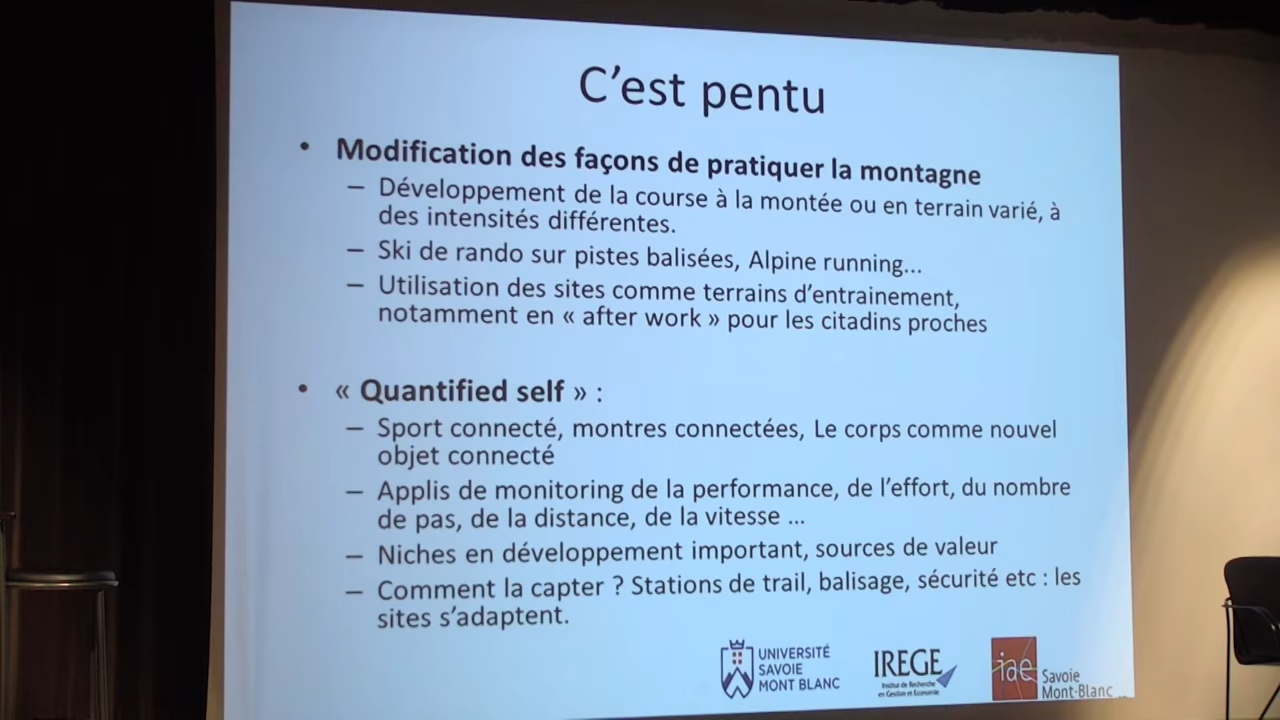 C'est pentu
• Modification des façons de pratiquer la montagne
– Développement de la course à la montée ou en terrain varié, à
des intensités différentes.
– Ski de rando sur pistes balisées, Alpine running...
– Utilisation des sites comme terrains d'entrainement,
notamment en « after work » pour les citadins proches
• « Quantified self » :
– Sport connecté, montres connectées, Le corps comme nouvel
objet connecté
– Applis de monitoring de la performance, de l'effort, du nombre
de pas, de la distance, de la vitesse ...
– Niches en développement important, sources de valeur
– Comment la capter ? Stations de trail, balisage, sécurité etc : les
sites s'adaptent.
UNIVERSITÉ
SAVOIE
MONT BLANC
IREGE
Institut de Recherche
en Gestion et Economie
iae
Savoie
Mont-Blanc